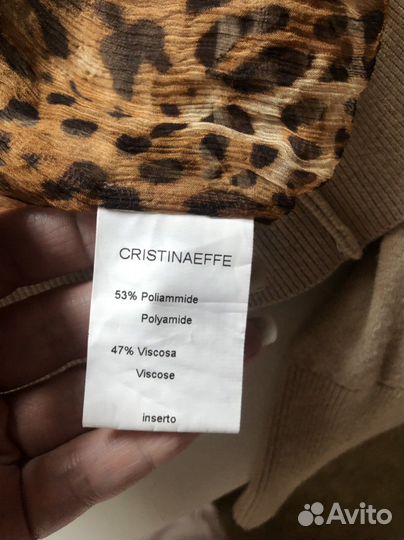 CRISTINAEFFE
53% Poliammide
Polyamide
47% Viscosa
Viscose
inserto
Avito